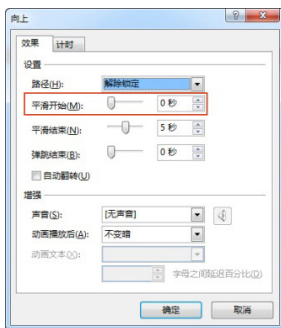 向上
效果 计时
设置
路径(H): 解除锁定
平滑开始(M): 0 秒
平滑结束(N): 5 秒
弹跳结束(B): 0 秒
自动翻转(U)
增强
声音(S): [无声音]
动画播放后(A): 不变暗
动画文本(X):
字母之间延迟百分比(D)
确定 取消